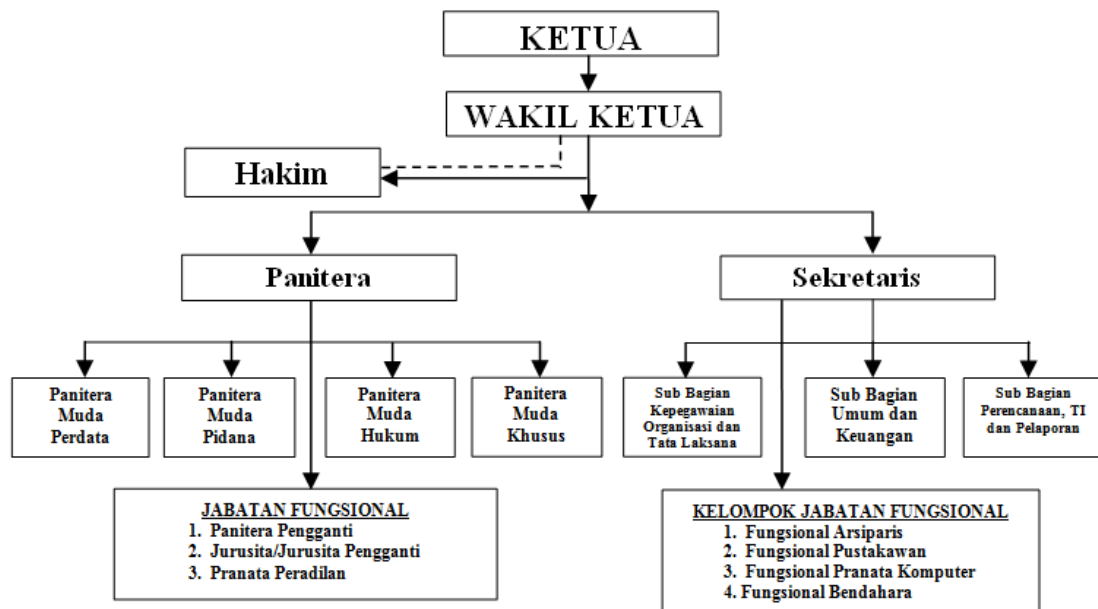 KETUA
WAKIL KETUA
Hakim
Panitera
Sekretaris
Panitera
Muda
Perdata
Panitera
Muda
Pidana
Panitera
Muda
Hukum
Panitera
Muda
Khusus
Sub Bagian
Kepegawaian
Organisasi dan
Tata Laksana
Sub Bagian
Umum dan
Keuangan
Sub Bagian
Perencanaan, TI
dan Pelaporan
JABATAN FUNGSIONAL
1. Panitera Pengganti
2. Jurusita/Jurusita Pengganti
3. Pranata Peradilan
KELOMPOK JABATAN FUNGSIONAL
1. Fungsional Arsiparis
2. Fungsional Pustakawan
3. Fungsional Pranata Komputer
4. Fungsional Bendahara